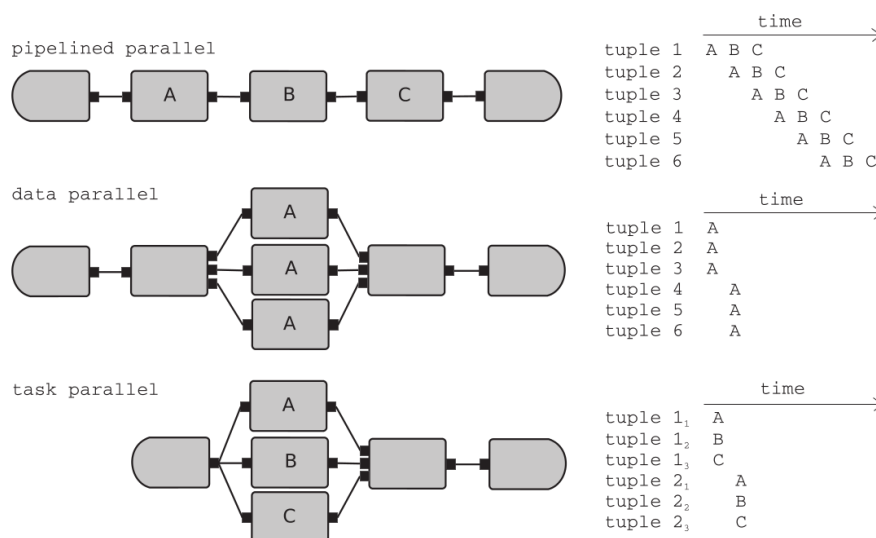 time
pipelined parallel
tuple 1 A B C
A B C
tuple 2 A B C
tuple 3 A B C
tuple 4 A B C
tuple 5 A B C
tuple 6 A B C
data parallel
time
A
tuple 1 A
tuple 2 A
tuple 3 A
A
tuple 4 A
tuple 5 A
A
tuple 6 A
task parallel
time
A
tuple 1₁ A
tuple 1₂ B
B
tuple 1₃ C
tuple 2₁ A
tuple 2₂ B
C
tuple 2₃ C